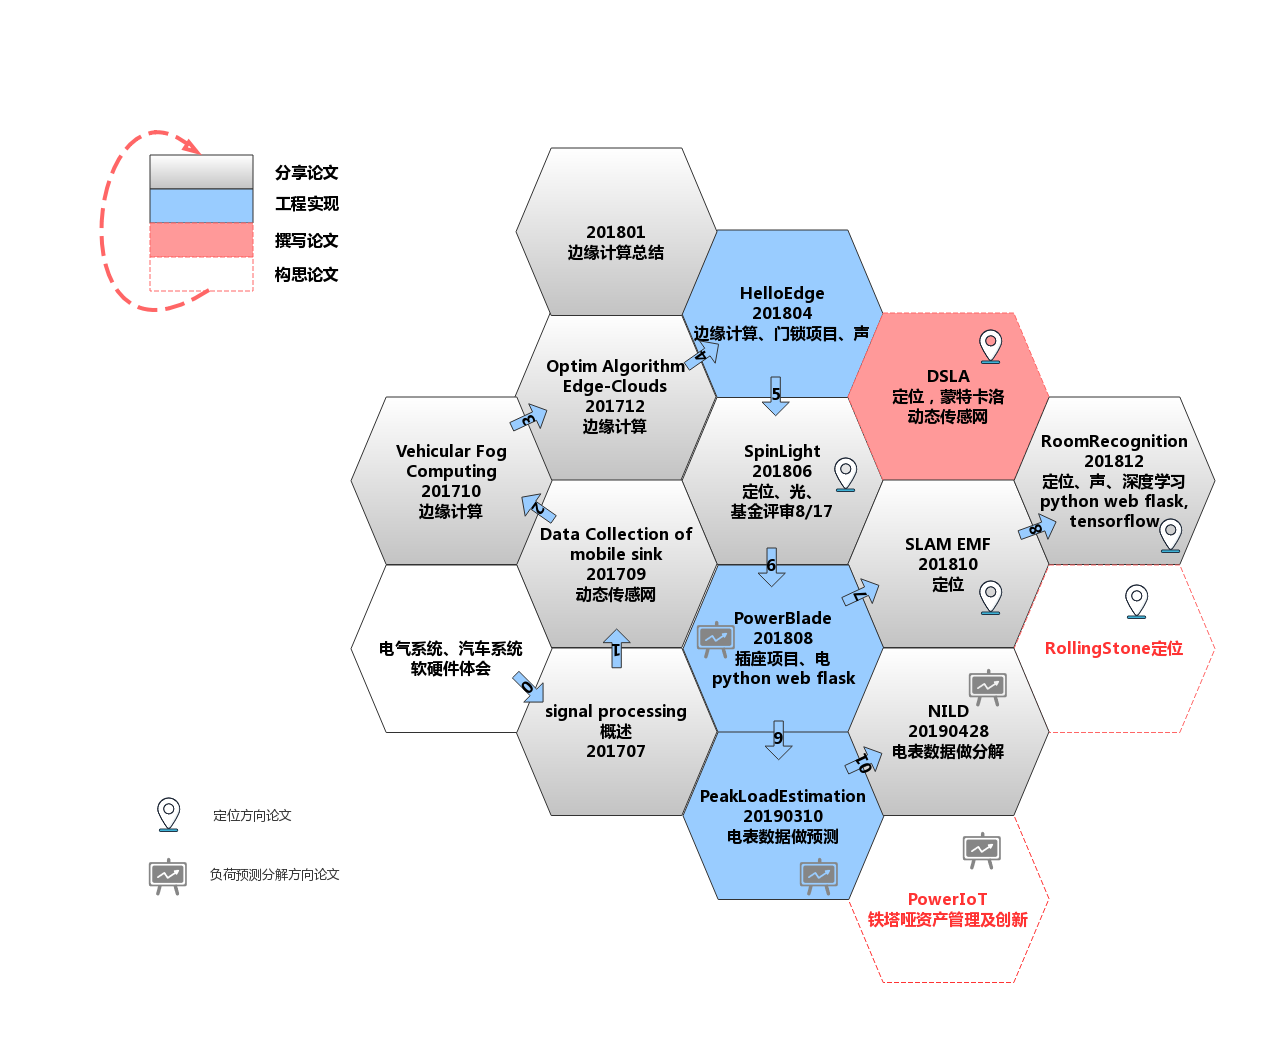 分享论文
工程实现
撰写论文
构思论文
201801
边缘计算总结
HelloEdge
201804
边缘计算、门锁项目、声
Optim Algorithm
Edge-Clouds
201712
边缘计算
4
5
DSLA
定位，蒙特卡洛
动态传感网
Vehicular Fog
Computing
201710
边缘计算
3
2
SpinLight
201806
定位、光、
基金评审8/17
RoomRecognition
201812
定位、声、深度学习
python web flask,
tensorflow
8
Data Collection of
mobile sink
201709
动态传感网
6
SLAM EMF
201810
定位
7
电气系统、汽车系统
软硬件体会
0
1
PowerBlade
201808
插座项目、电
python web flask
RollingStone定位
signal processing
概述
201707
9
NILD
20190428
电表数据做分解
10
PeakLoadEstimation
20190310
电表数据做预测
PowerIoT
铁塔哑资产管理及创新
定位方向论文
负荷预测分解方向论文